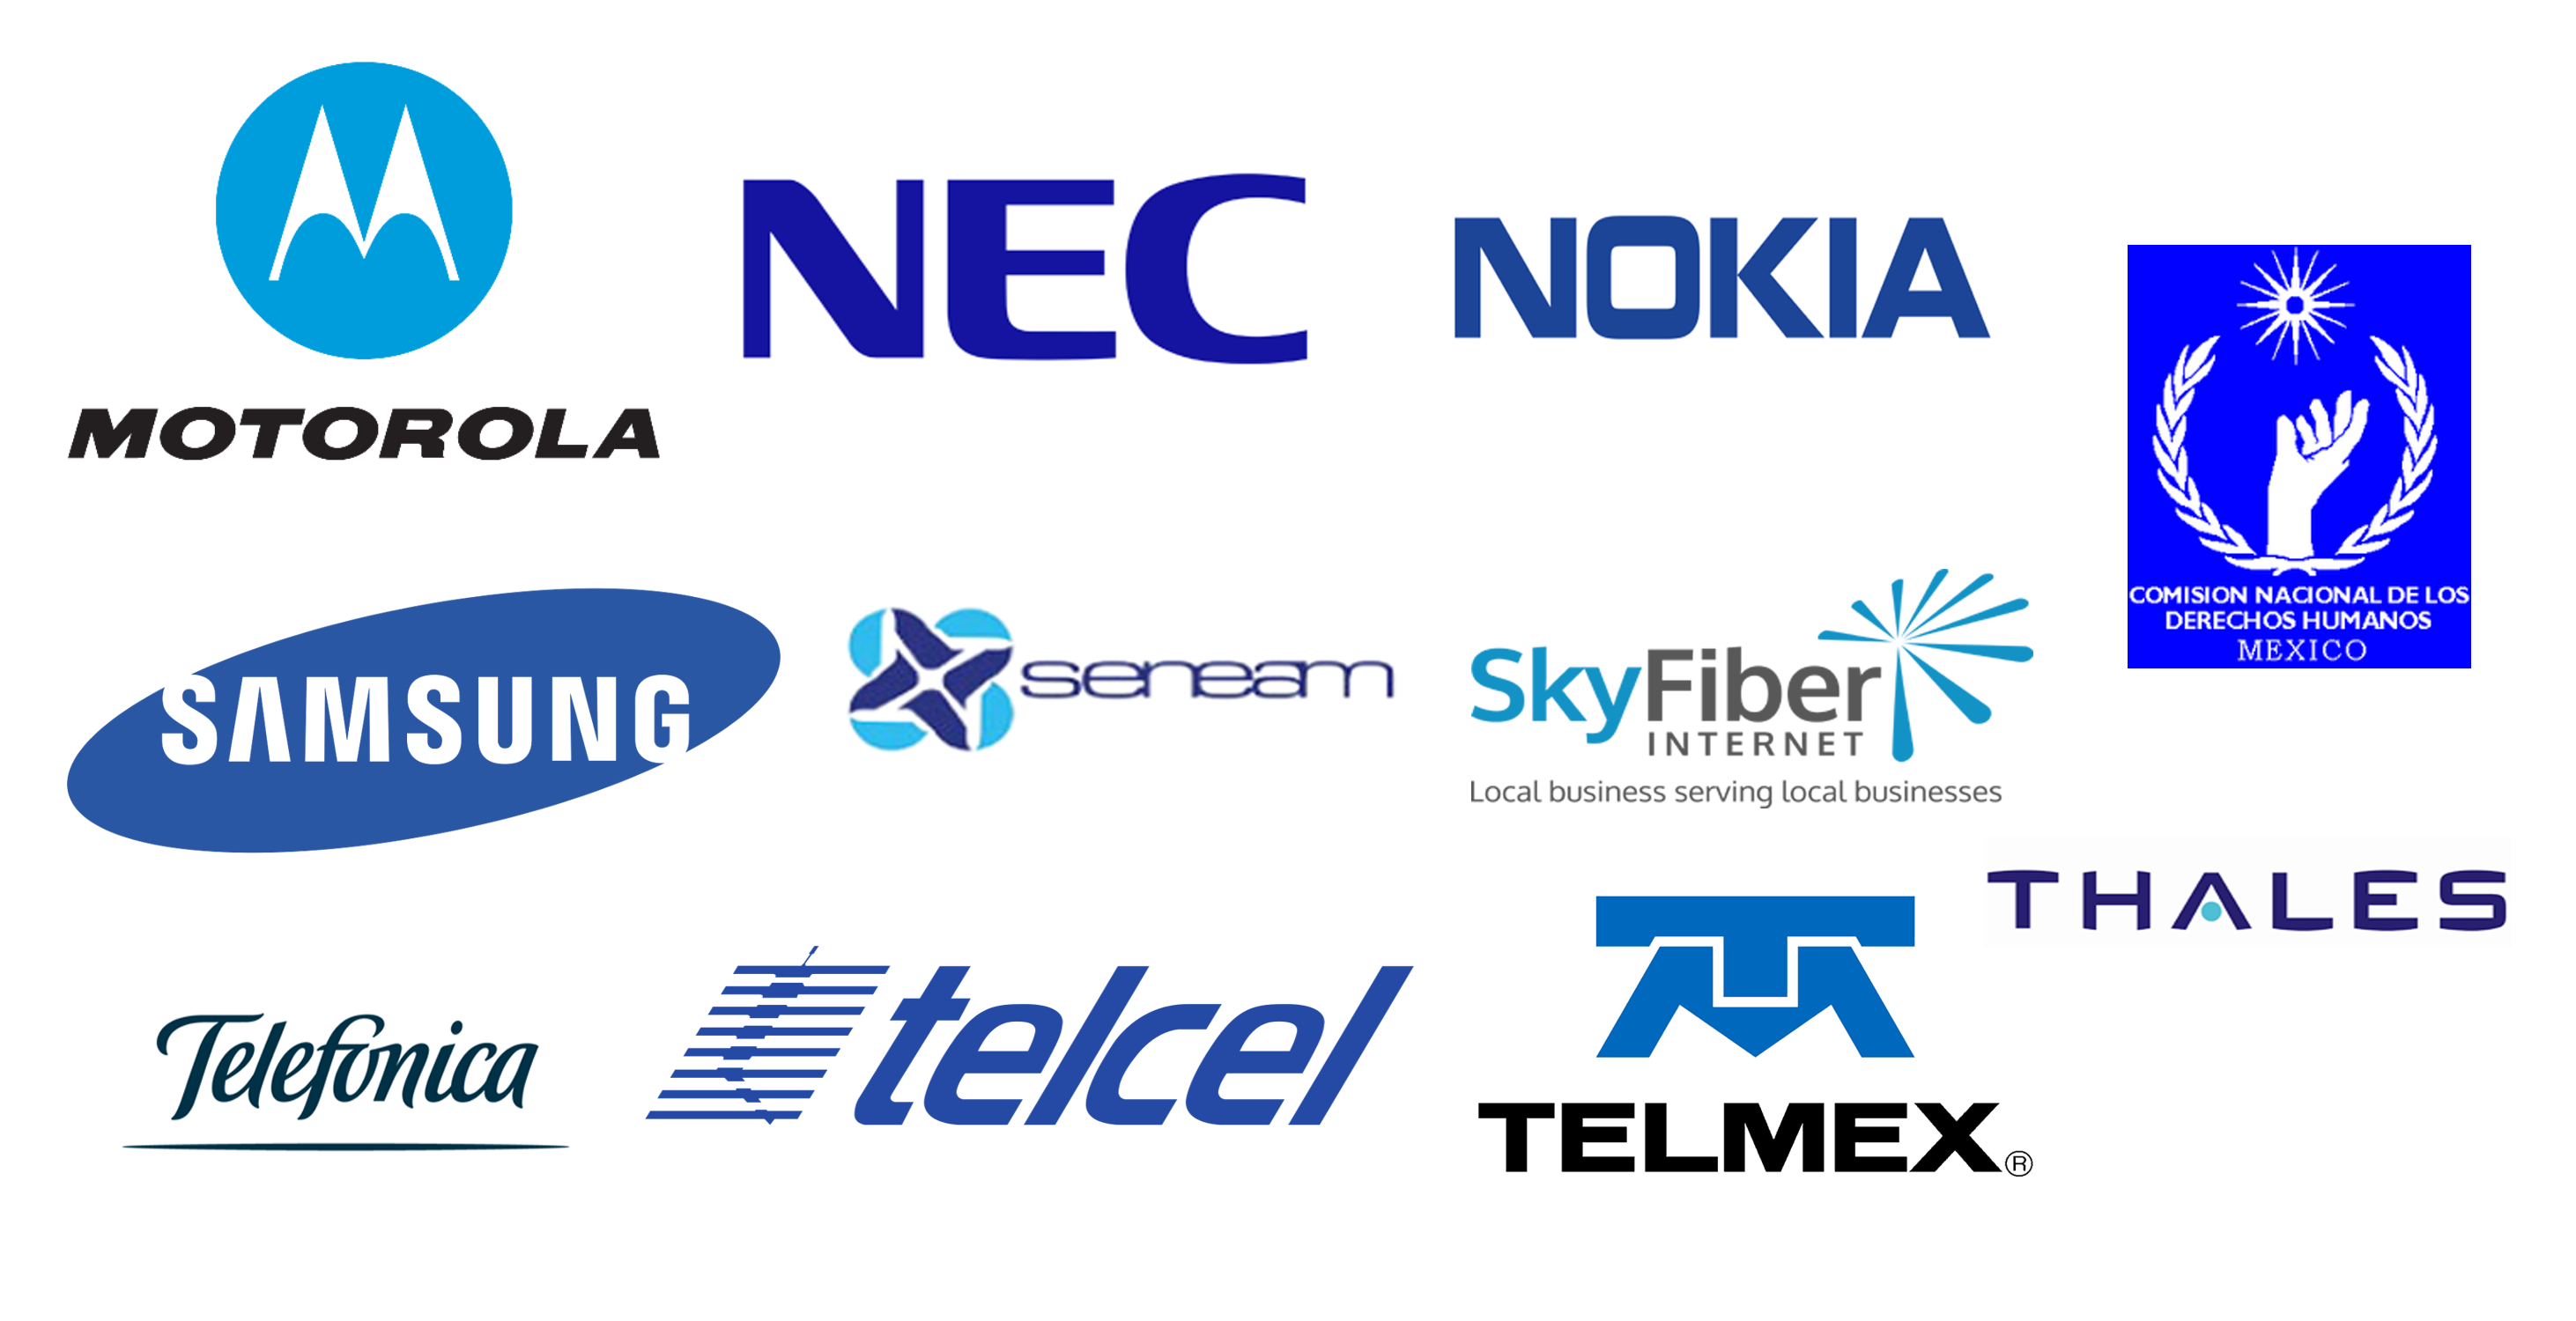 MOTOROLA
NEC
NOKIA
COMISION NACIONAL DE LOS
DERECHOS HUMANOS
MEXICO
SAMSUNG
seneam
SkyFiber
INTERNET
Local business serving local businesses
THALES
Telefónica
telcel
TELMEX®